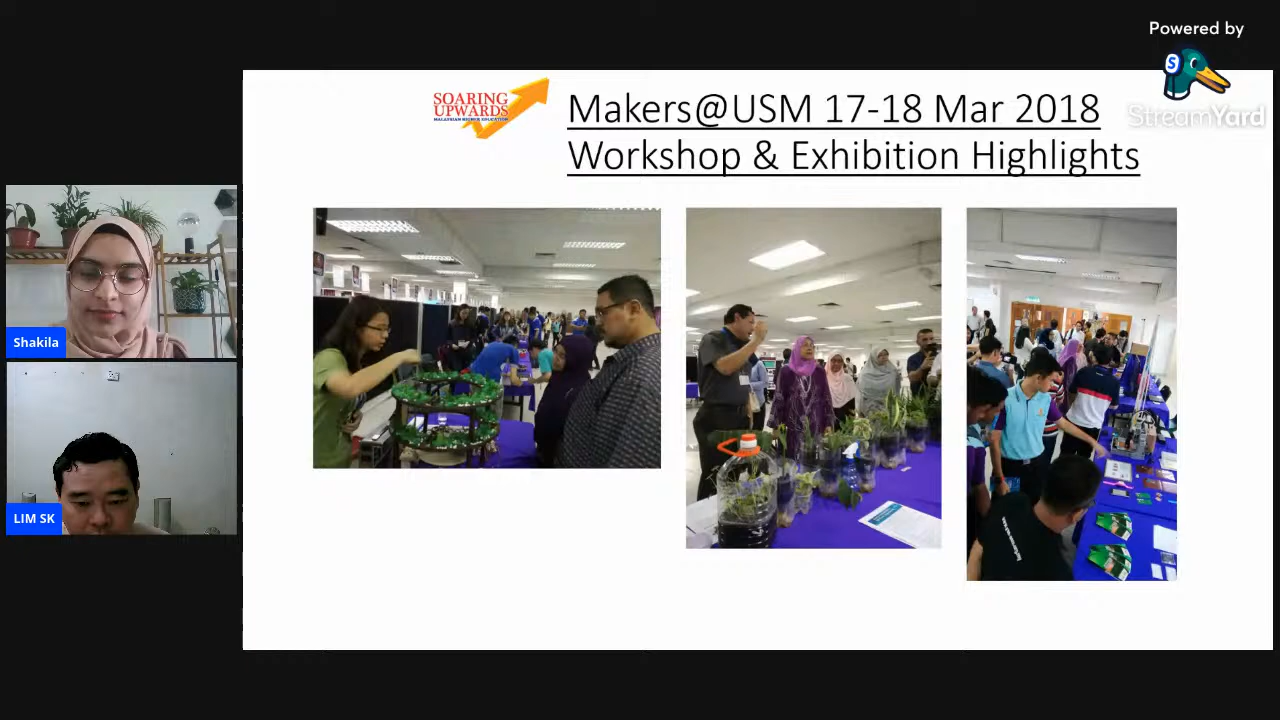 Powered by
StreamYard
SOARING
UPWARDS
MALAYSIAN HIGHER EDUCATION
Makers@USM 17-18 Mar 2018
Workshop & Exhibition Highlights
Shakila
LIM SK